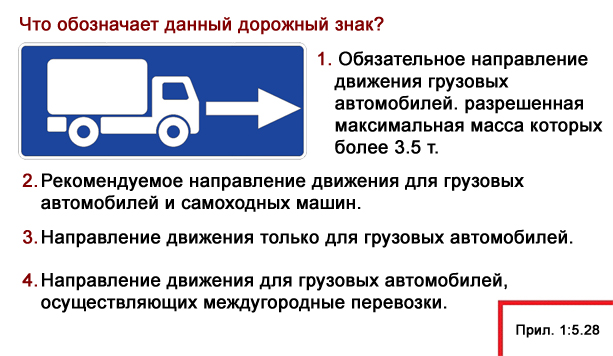 Что обозначает данный дорожный знак?
1. Обязательное направление
движения грузовых
автомобилей. разрешенная
максимальная масса которых
более 3.5 т.
2. Рекомендуемое направление движения для грузовых
автомобилей и самоходных машин.
3. Направление движения только для грузовых автомобилей.
4. Направление движения для грузовых автомобилей,
осуществляющих междугородные перевозки.
Прил. 1:5.28